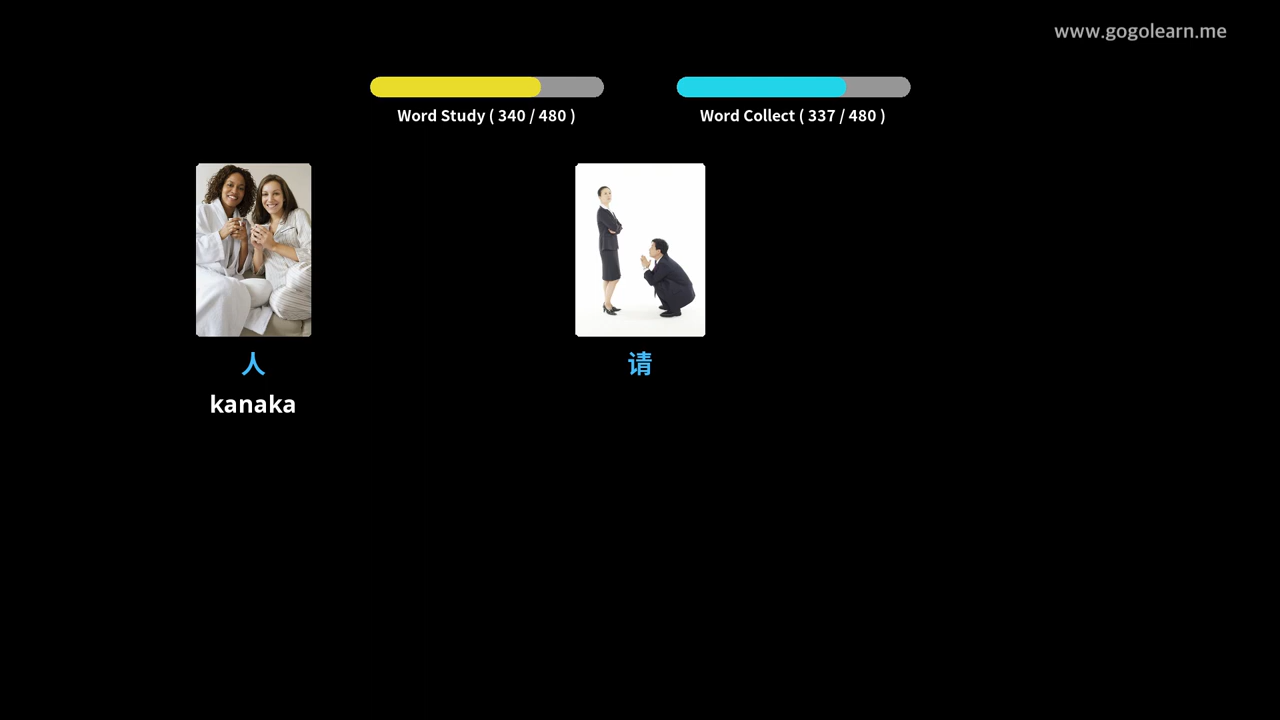 www.gogolearn.me
Word Study ( 340 / 480 )
Word Collect ( 337 / 480 )
人
请
kanaka